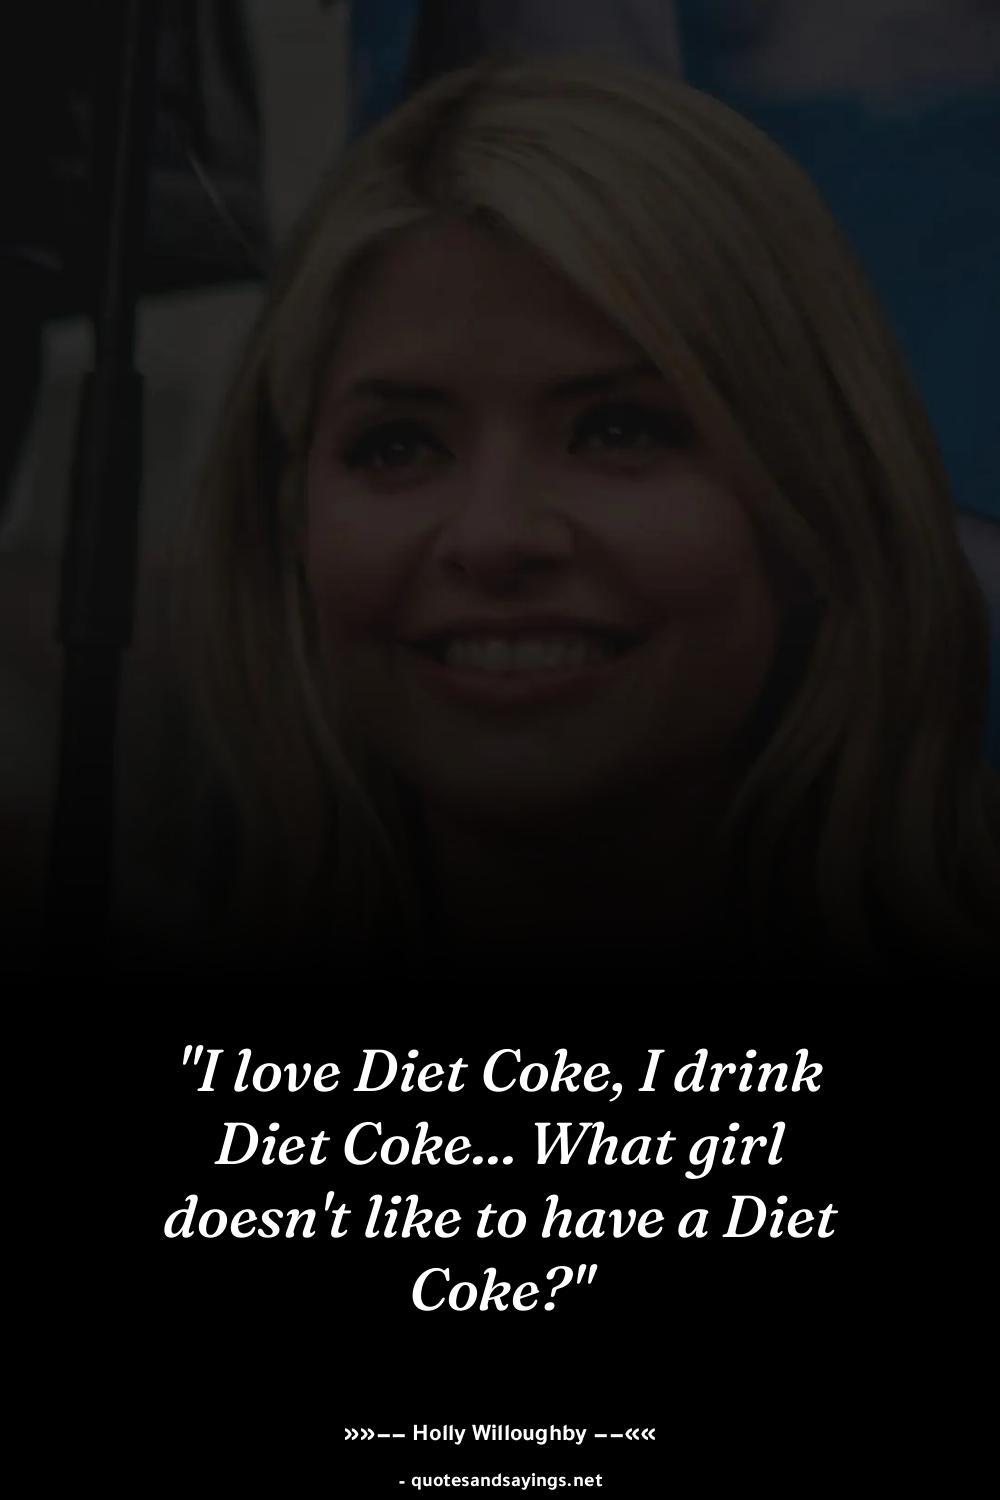 "I love Diet Coke, I drink
Diet Coke... What girl
doesn't like to have a Diet
Coke?"
»»−− Holly Willoughby −−««
- quotesandsayings.net